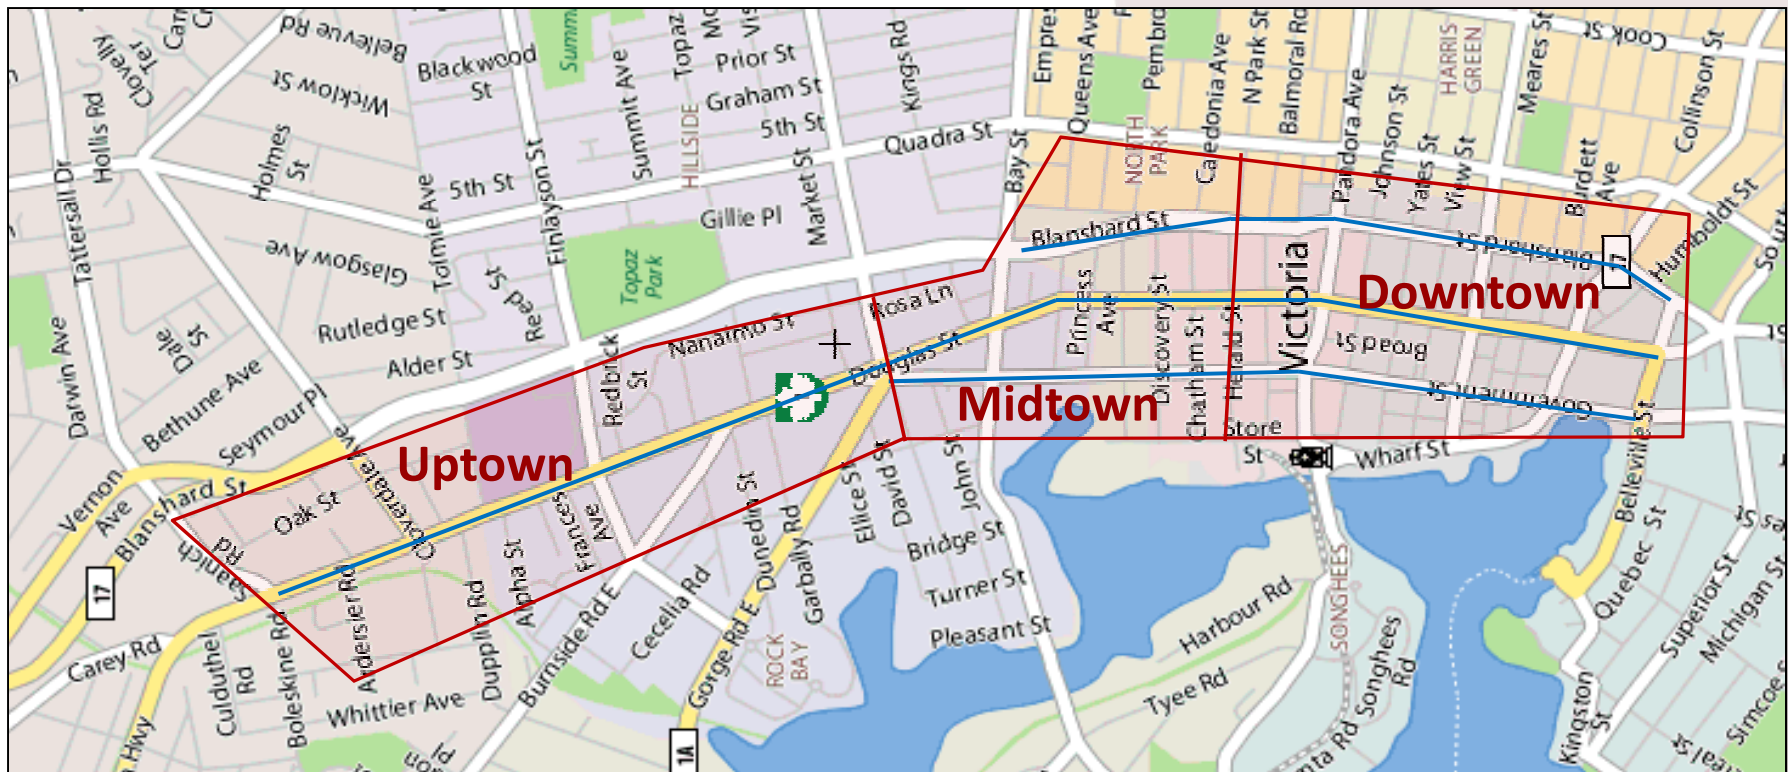 Bellevue Rd
Clovelly
Ter
Hollis Rd
Wicklow St
Blackwood
St
Summit Ave
Topaz
Prior St
Graham St
5th St
HILLSIDE
Kings Rd
Quadra St
Queens Ave
Caledonia Ave
N Park St
Balmoral Rd
HARRIS
GREEN
Meares St
Cook St
Collinson St
Holmes
St
5th St
Finlayson St
Tolmie Ave
Tattersall Dr
Gillie Pl
Market St
Bay St
NORTH
PARK
Pandora Ave
Johnson St
Yates St
View St
Burdett
Ave
Humboldt St
Glasgow Ave
Reed St
Topaz
Park
Blanshard St
Blanshard St
17
Rutledge St
Alder St
Dale
St
Darwin Ave
Bethune Ave
Seymour Pl
Redbrick
St
Nanaimo St
Rosa Ln
Douglas St
Princess
Ave
Discovery St
Chatham St
Herald St
Victoria
Downtown
Broad St
Government St
Midtown
Uptown
Vernon
Ave
Blanshard St
17
Oak St
Cloverdale Ave
Saanich
Rd
Frances
Ave
Alpha St
Dunedin St
Garbally Rd
Ellice St
David St
John St
Store
St
Wharf St
Belleville St
Quebec St
Superior St
Michigan St
Bridge St
Turner St
Pleasant St
Carey Rd
Culduthel
Rd
Boleskine Rd
Whittier Ave
Dupplin Rd
Burnside Rd E
Cecelia Rd
Gorge Rd E
ROCK
BAY
1A
Harbour Rd
Tyee Rd
SONGHEES
Songhees
Rd
Kingston
St